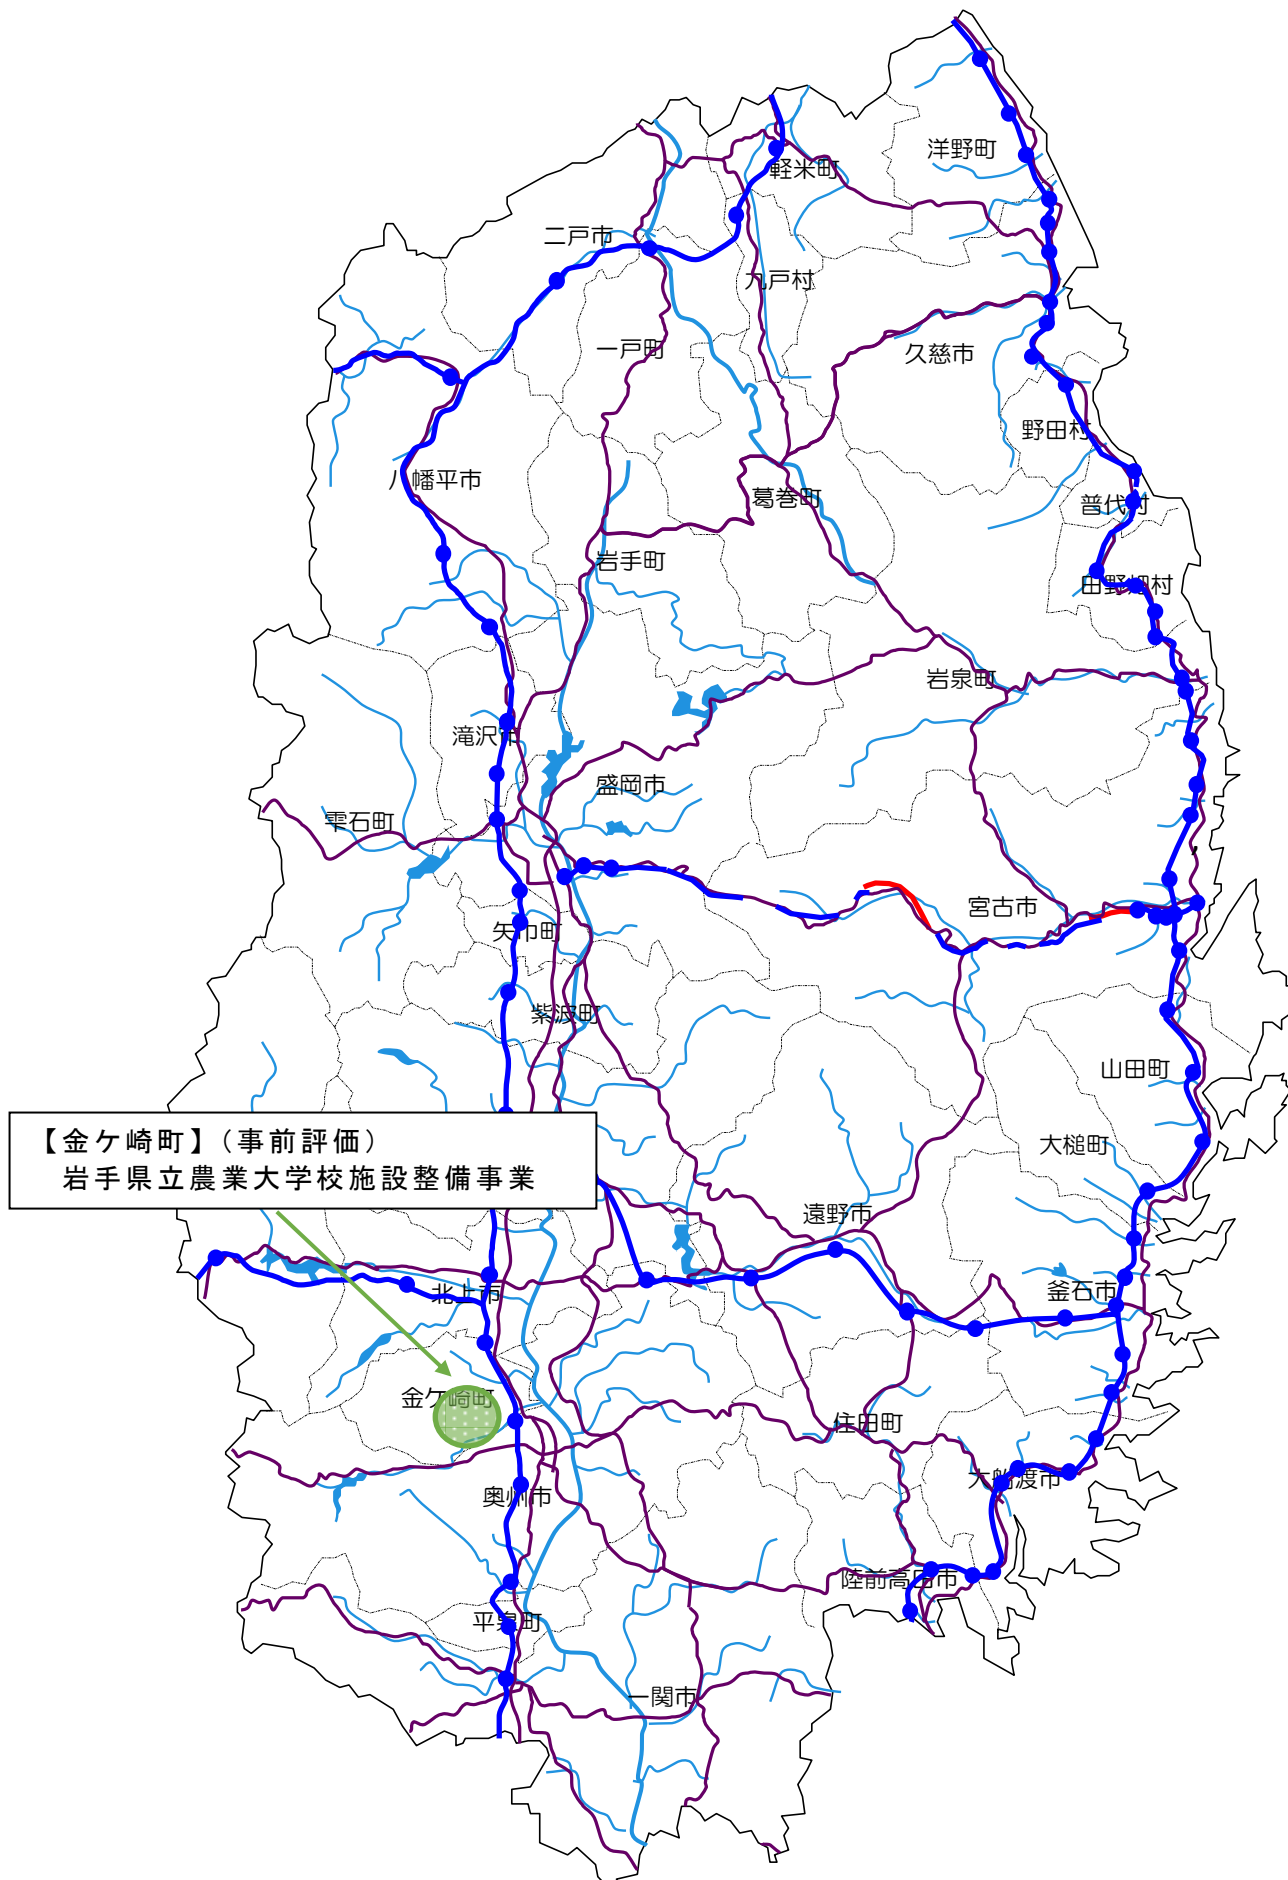 洋野町
軽米町
二戸市
九戸村
一戸町
久慈市
野田村
八幡平市
葛巻町
普代村
岩手町
田野畑村
岩泉町
滝沢市
盛岡市
雫石町
宮古市
矢巾町
紫波町
山田町
【金ケ崎町】（事前評価）
岩手県立農業大学校施設整備事業
大槌町
遠野市
北上市
釜石市
金ケ崎町
住田町
大船渡市
奥州市
陸前高田市
平泉町
一関市